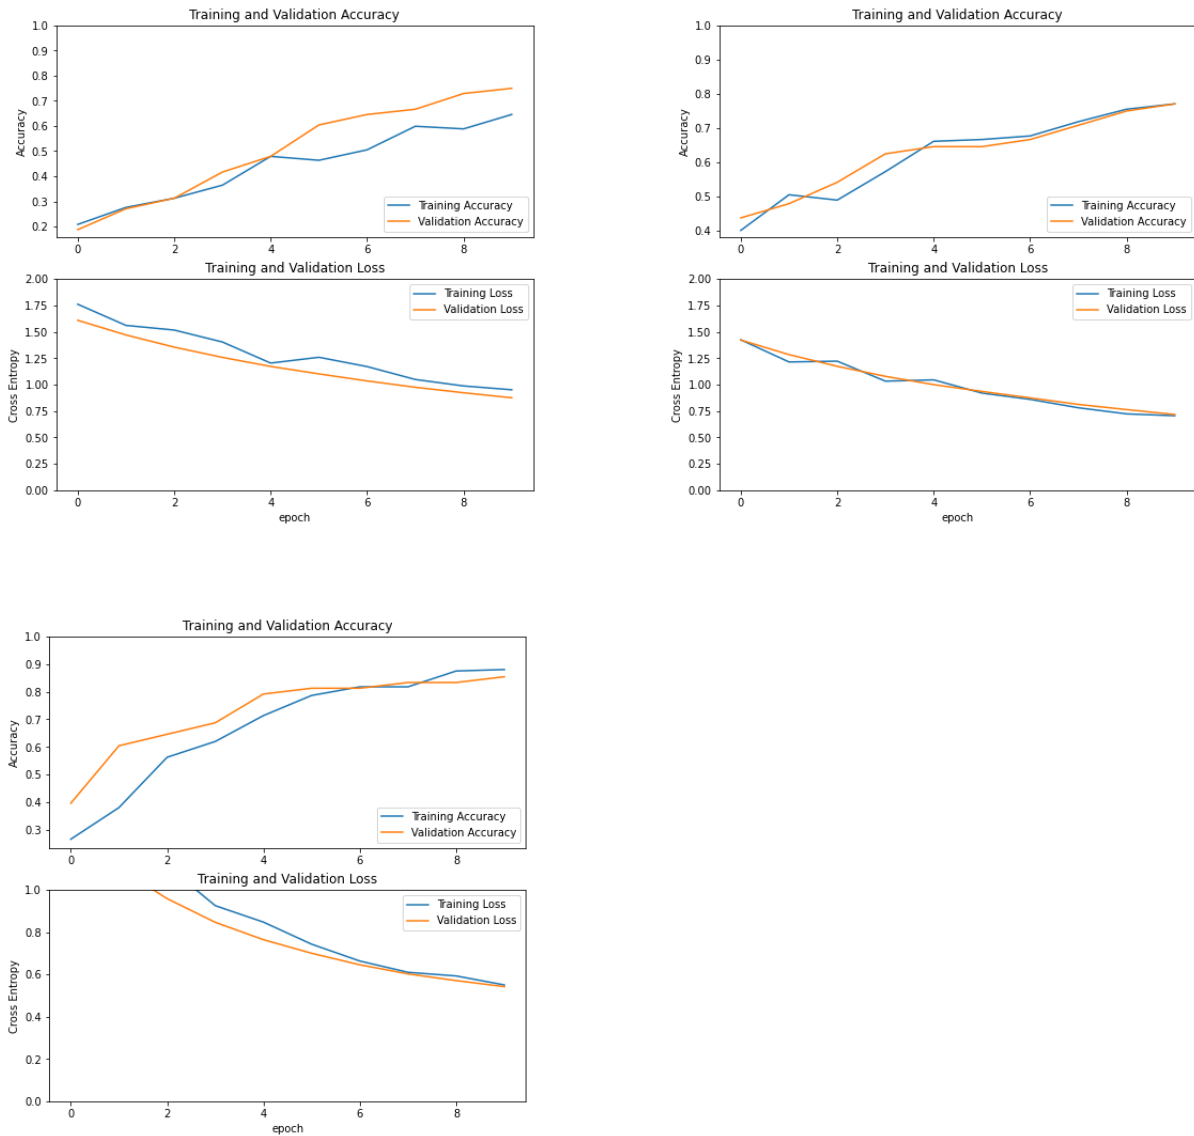 Training and Validation Accuracy
1.0
0.9
0.8
0.7
0.6
0.5
0.4
0.3
0.2
Accuracy
Training Accuracy
Validation Accuracy
0 2 4 6 8
Training and Validation Loss
2.00
1.75
1.50
1.25
1.00
0.75
0.50
0.25
0.00
Cross Entropy
Training Loss
Validation Loss
0 2 4 6 8
epoch
Training and Validation Accuracy
1.0
0.9
0.8
0.7
0.6
0.5
0.4
Accuracy
Training Accuracy
Validation Accuracy
0 2 4 6 8
Training and Validation Loss
2.00
1.75
1.50
1.25
1.00
0.75
0.50
0.25
0.00
Cross Entropy
Training Loss
Validation Loss
0 2 4 6 8
epoch
Training and Validation Accuracy
1.0
0.9
0.8
0.7
0.6
0.5
0.4
0.3
Accuracy
Training Accuracy
Validation Accuracy
0 2 4 6 8
Training and Validation Loss
1.0
0.8
0.6
0.4
0.2
0.0
Cross Entropy
Training Loss
Validation Loss
0 2 4 6 8
epoch